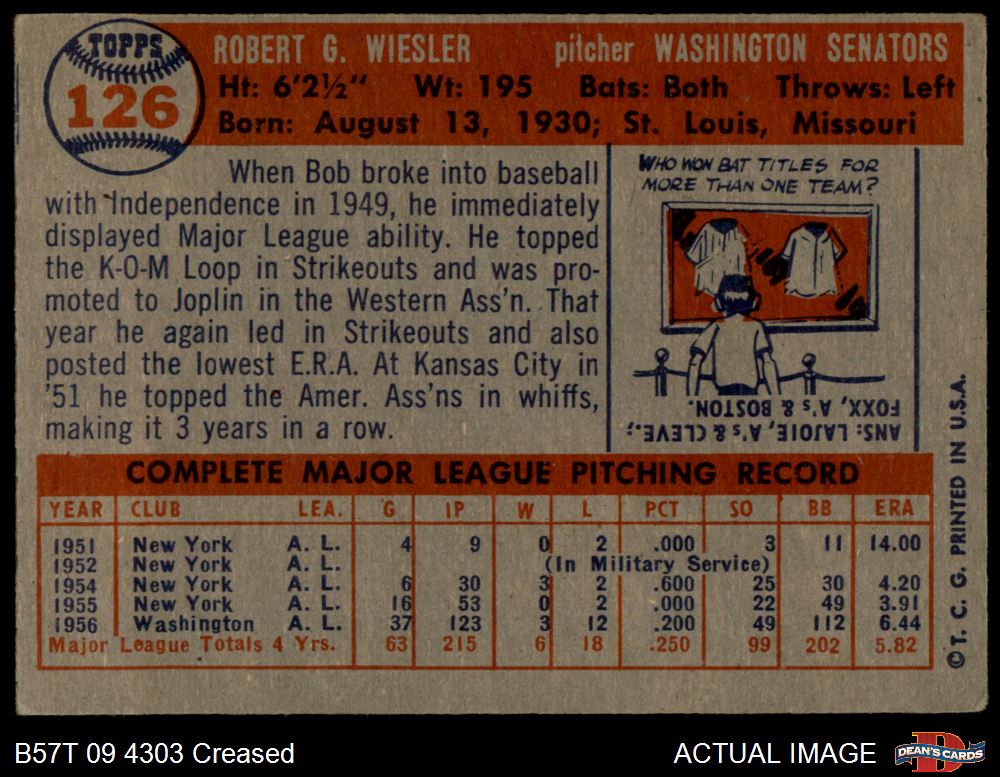 TOPPS
126
ROBERT G. WIESLER pitcher WASHINGTON SENATORS
Ht: 6'2½" Wt: 195 Bats: Both Throws: Left
Born: August 13, 1930; St. Louis, Missouri
When Bob broke into baseball
with Independence in 1949, he immediately
displayed Major League ability. He topped
the K-O-M Loop in Strikeouts and was pro-
moted to Joplin in the Western Ass'n. That
year he again led in Strikeouts and also
posted the lowest E.R.A. At Kansas City in
'51 he topped the Amer. Ass'ns in whiffs,
making it 3 years in a row.
WHO WON BAT TITLES FOR
MORE THAN ONE TEAM?
ANS: LAJOIE, A's & CLEVE.;
FOXX, A's & BOSTON.
COMPLETE MAJOR LEAGUE PITCHING RECORD
YEAR CLUB LEA. G IP W L PCT SO BB ERA
1951 New York A. L. 4 9 0 2 .000 3 11 14.00
1952 New York A. L. (In Military Service)
1954 New York A. L. 6 30 3 2 .600 25 30 4.20
1955 New York A. L. 16 53 0 2 .000 22 49 3.91
1956 Washington A. L. 37 123 3 12 .200 49 112 6.44
Major League Totals 4 Yrs. 63 215 6 18 .250 99 202 5.82
© T. C. G. PRINTED IN U.S.A.
B57T 09 4303 Creased
ACTUAL IMAGE
DEAN'S CARDS